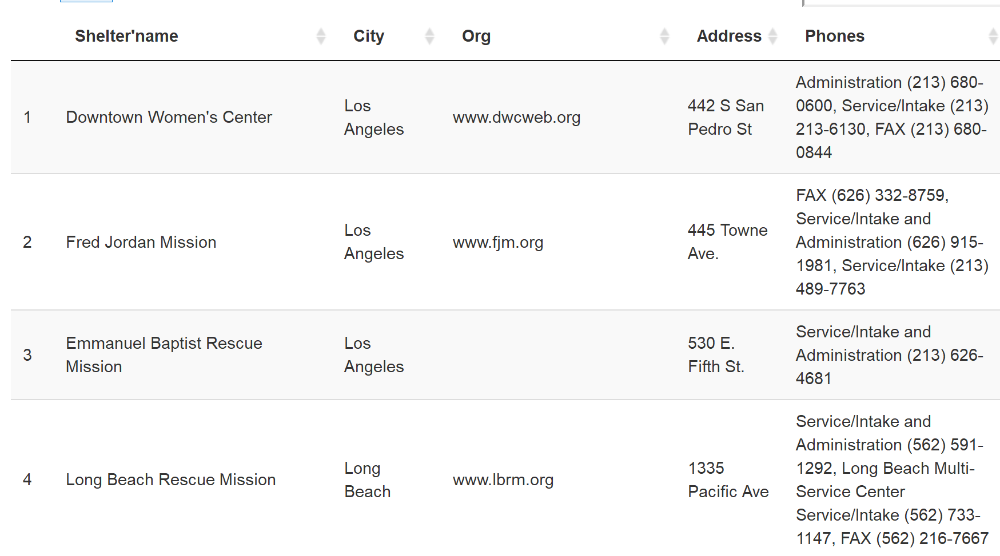 Shelter'name City Org Address Phones
1 Downtown Women's Center Los Angeles www.dwcweb.org 442 S San Pedro St Administration (213) 680-
0600, Service/Intake (213)
213-6130, FAX (213) 680-
0844
2 Fred Jordan Mission Los Angeles www.fjm.org 445 Towne Ave. FAX (626) 332-8759,
Service/Intake and
Administration (626) 915-
1981, Service/Intake (213)
489-7763
3 Emmanuel Baptist Rescue Mission Los Angeles 530 E. Fifth St. Service/Intake and
Administration (213) 626-
4681
4 Long Beach Rescue Mission Long Beach www.lbrm.org 1335 Pacific Ave Service/Intake and
Administration (562) 591-
1292, Long Beach Multi-
Service Center
Service/Intake (562) 733-
1147, FAX (562) 216-7667